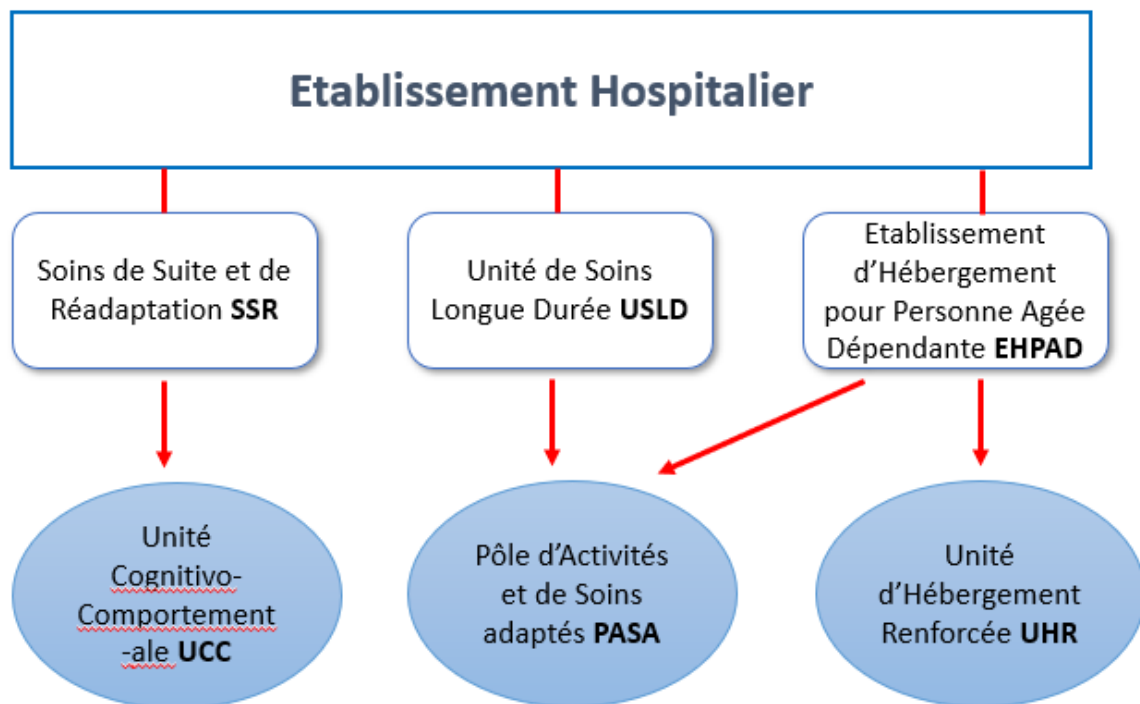 Etablissement Hospitalier
Soins de Suite et de
Réadaptation SSR
Unité de Soins
Longue Durée USLD
Etablissement
d’Hébergement
pour Personne Agée
Dépendante EHPAD
Unité
Cognitivo-
Comportement
-ale UCC
Pôle d’Activités
et de Soins
adaptés PASA
Unité
d’Hébergement
Renforcée UHR